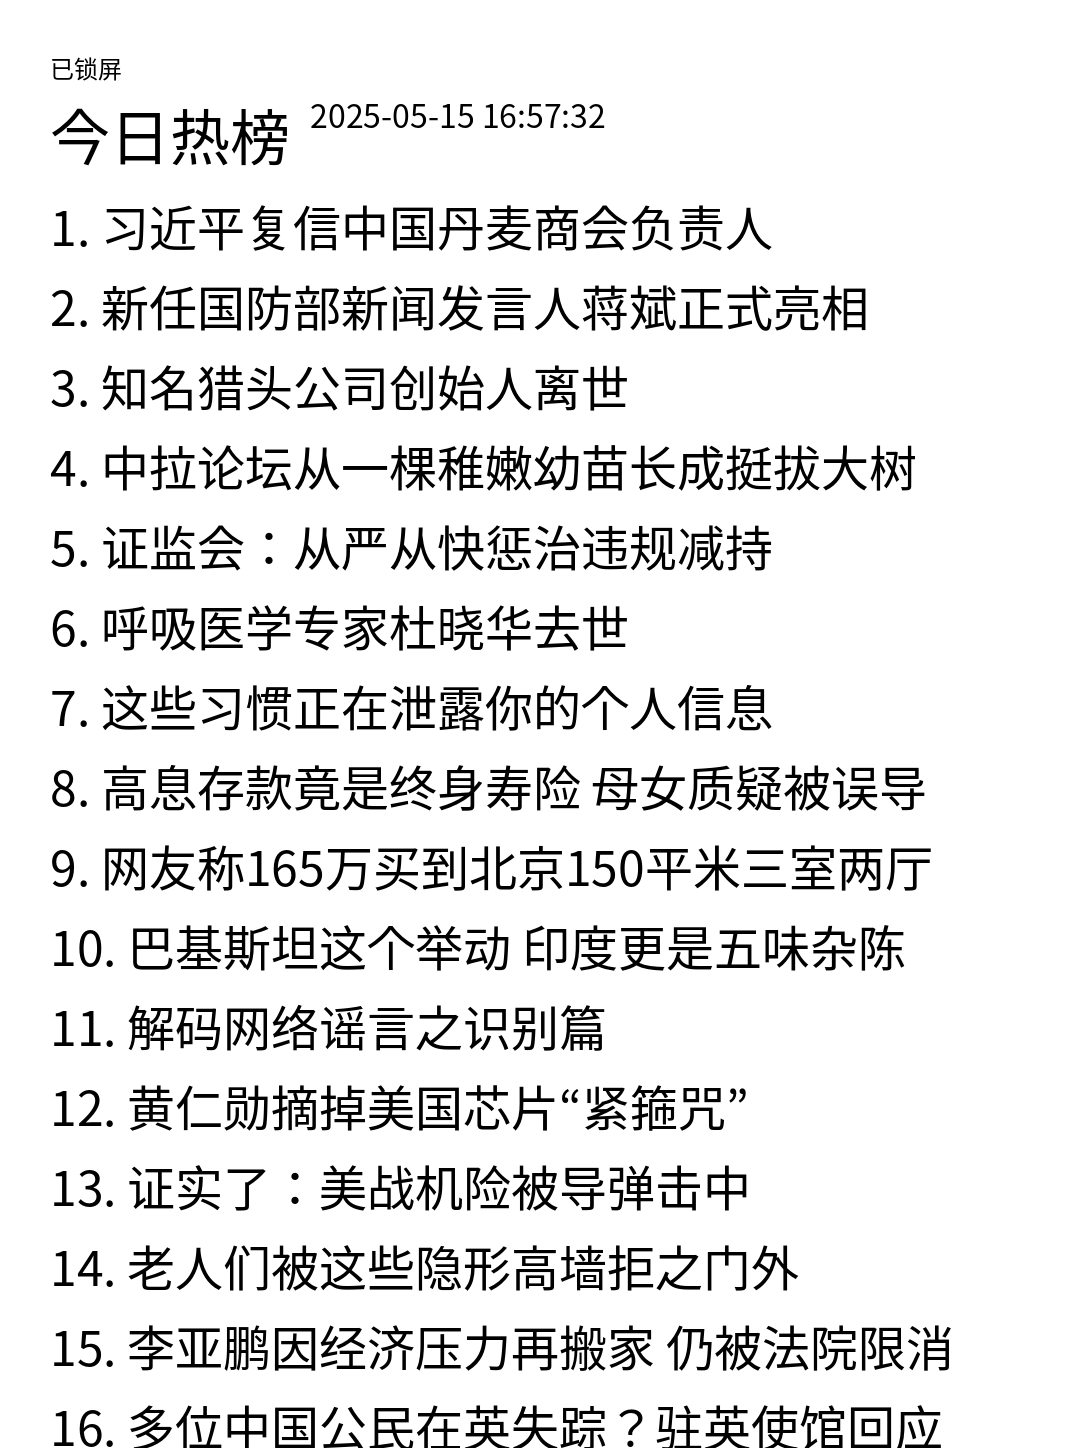 已锁屏
今日热榜 2025-05-15 16:57:32
1. 习近平复信中国丹麦商会负责人
2. 新任国防部新闻发言人蒋斌正式亮相
3. 知名猎头公司创始人离世
4. 中拉论坛从一棵稚嫩幼苗长成挺拔大树
5. 证监会：从严从快惩治违规减持
6. 呼吸医学专家杜晓华去世
7. 这些习惯正在泄露你的个人信息
8. 高息存款竟是终身寿险 母女质疑被误导
9. 网友称165万买到北京150平米三室两厅
10. 巴基斯坦这个举动 印度更是五味杂陈
11. 解码网络谣言之识别篇
12. 黄仁勋摘掉美国芯片“紧箍咒”
13. 证实了：美战机险被导弹击中
14. 老人们被这些隐形高墙拒之门外
15. 李亚鹏因经济压力再搬家 仍被法院限消
16. 多位中国公民在英失踪？驻英使馆回应